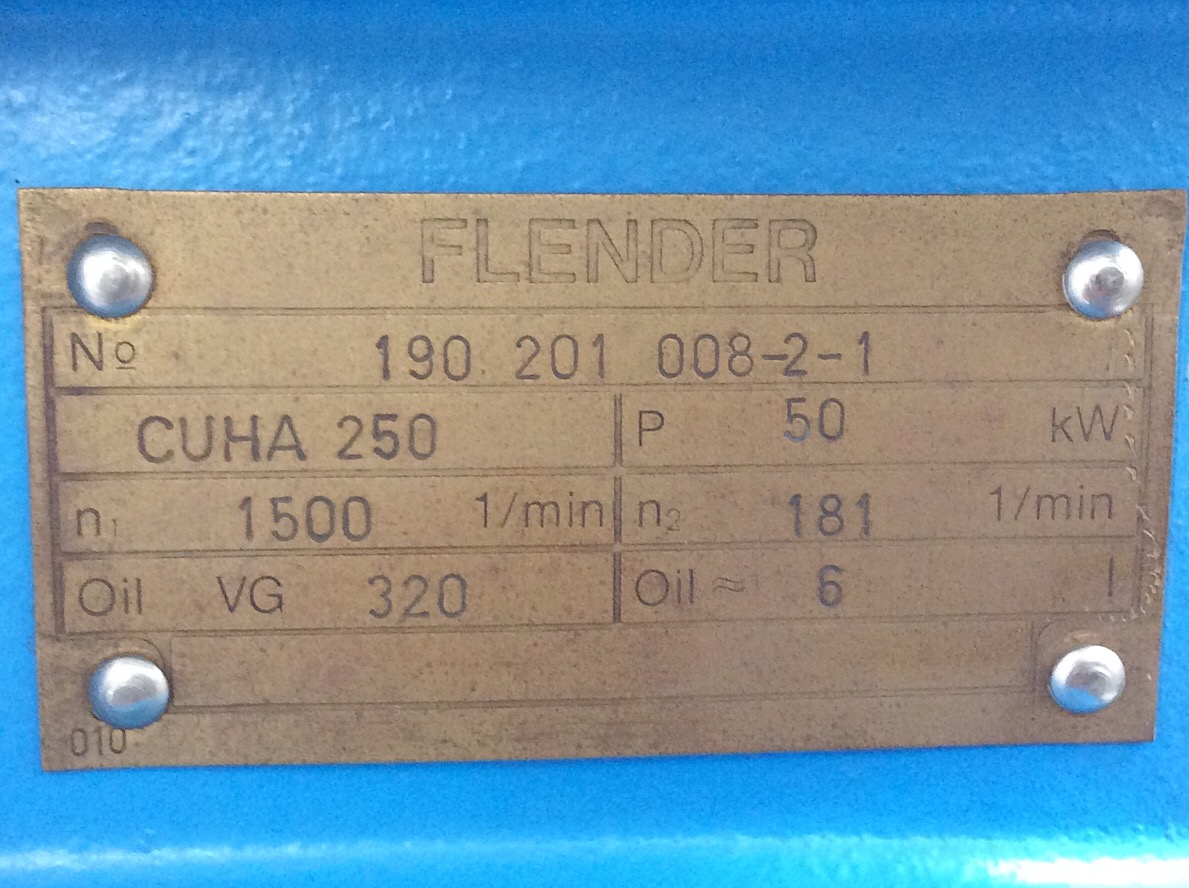 FLENDER
Nº 190 201 008-2-1
CUHA 250 P 50 kW
n₁ 1500 1/min n₂ 181 1/min
Oil VG 320 Oil ≈ 6 l
010